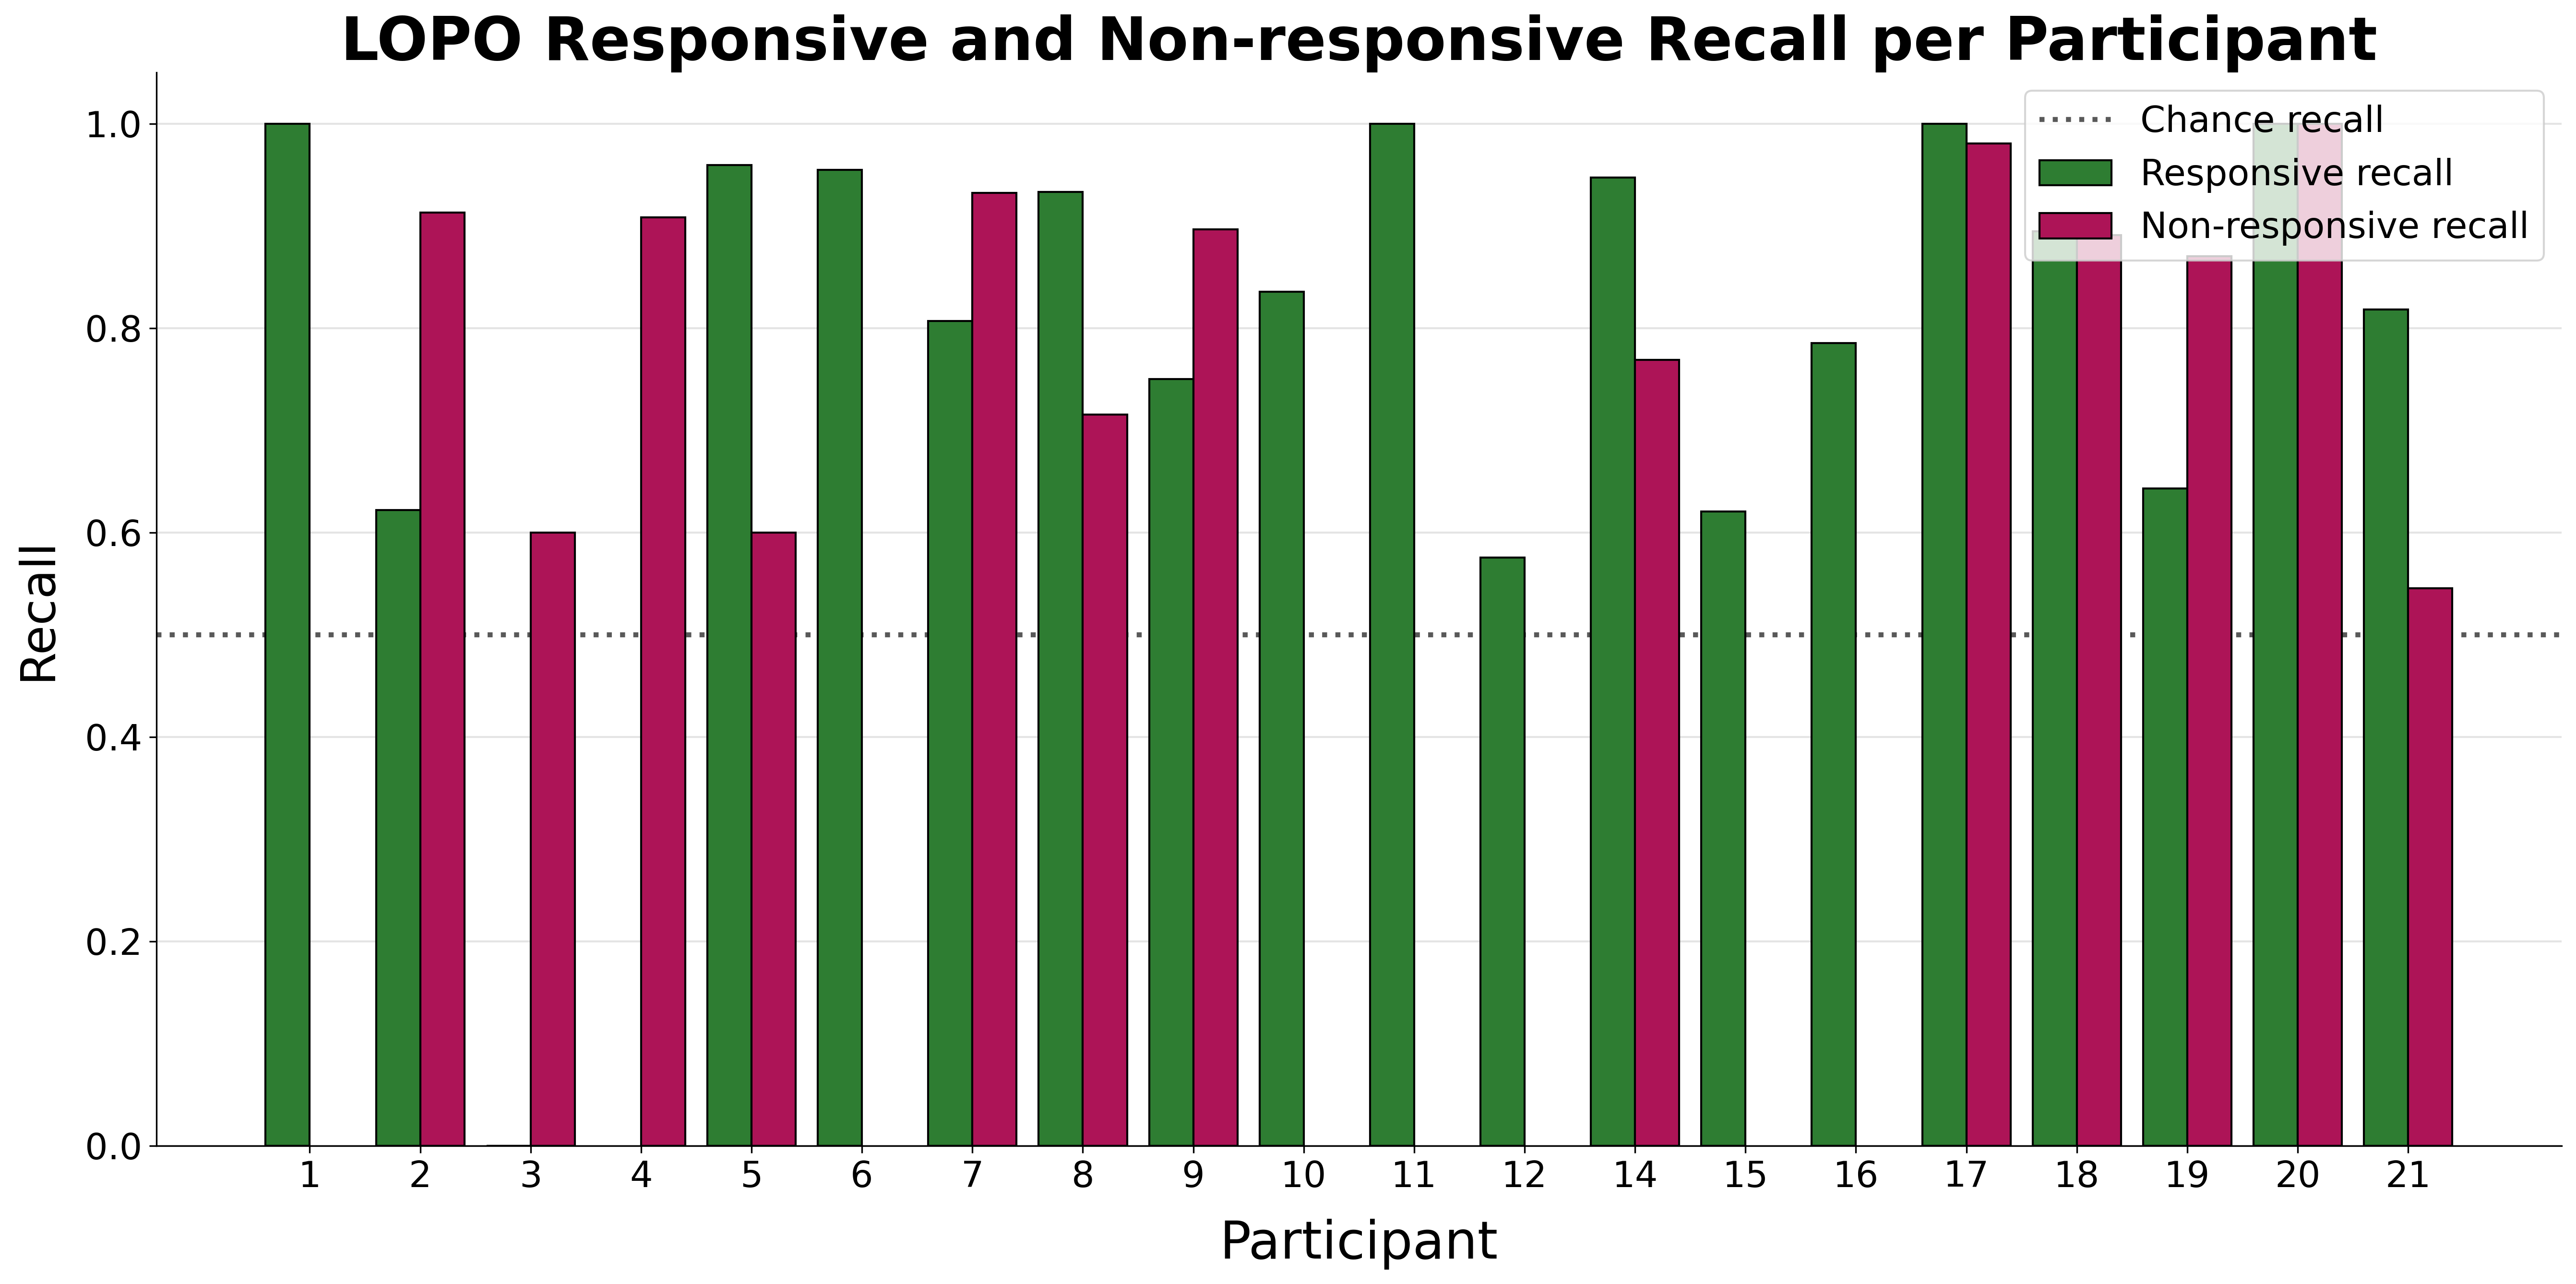 LOPO Responsive and Non-responsive Recall per Participant
Chance recall
Responsive recall
Non-responsive recall
1.0
0.8
0.6
0.4
0.2
0.0
Recall
1 2 3 4 5 6 7 8 9 10 11 12 14 15 16 17 18 19 20 21
Participant